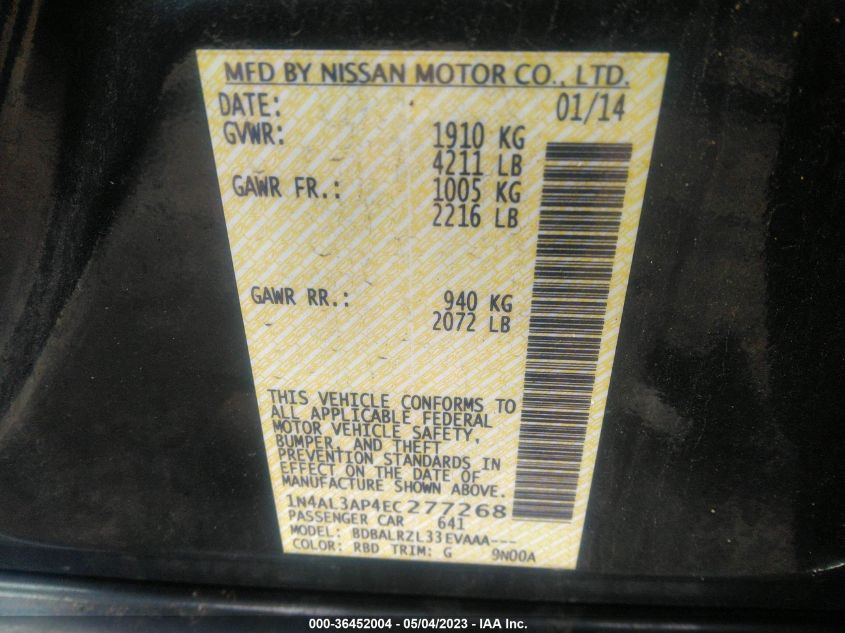 MFD BY NISSAN MOTOR CO., LTD.
DATE: 01/14
GVWR: 1910 KG
4211 LB
GAWR FR.: 1005 KG
2216 LB
GAWR RR.: 940 KG
2072 LB
THIS VEHICLE CONFORMS TO
ALL APPLICABLE FEDERAL
MOTOR VEHICLE SAFETY,
BUMPER, AND THEFT
PREVENTION STANDARDS IN
EFFECT ON THE DATE OF
MANUFACTURE SHOWN ABOVE.
1N4AL3AP4EC277268
PASSENGER CAR 641
MODEL: BDBALRZL33EVAAA---
COLOR: RBD TRIM: G 9N00A
000-36452004 - 05/04/2023 - IAA Inc.